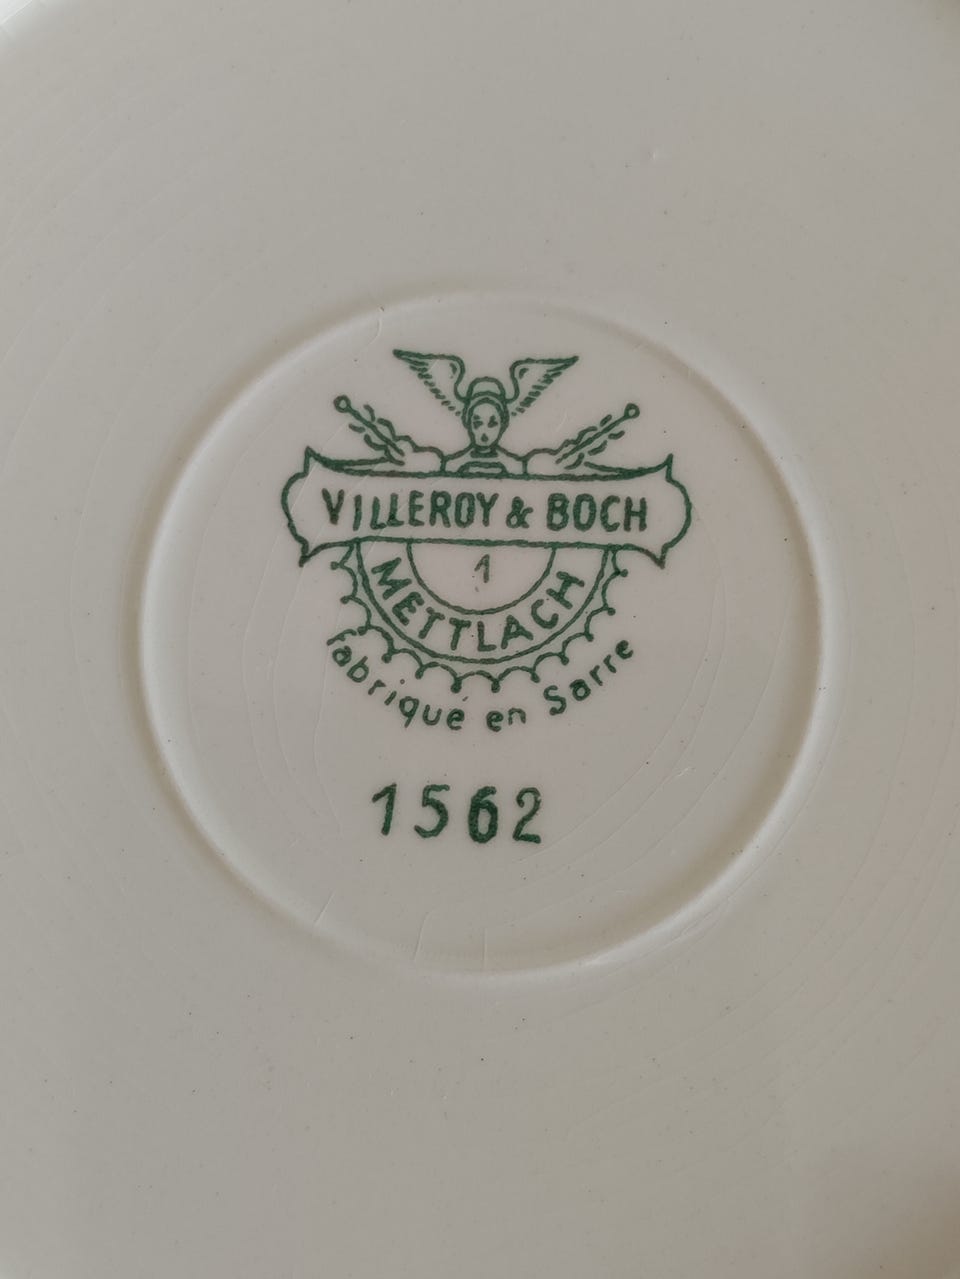 VILLEROY & BOCH
1
METTLACH
fabriqué en Sarre
1562